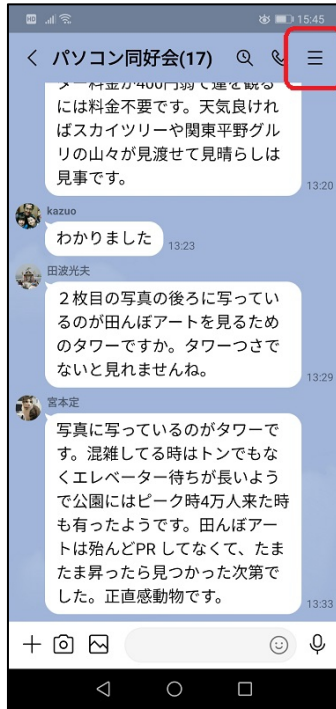 HD 15:45
パソコン同好会(17)
ター料金が400円弱で蓮を観る
には料金不要です。天気良けれ
ばスカイツリーや関東平野グル
リの山々が見渡せて見晴らしは
見事です。
13:20
kazuo
わかりました
13:23
田波光夫
２枚目の写真の後ろに写ってい
るのが田んぼアートを見るため
のタワーですか。タワーつさで
ないと見れませんね。
13:29
宮本定
写真に写っているのがタワーで
す。混雑してる時はトンでもな
くエレベーター待ちが長いよう
で公園にはピーク時4万人来た時
も有ったようです。田んぼアー
トは殆んどPR してなくて、たま
たま昇ったら見つかった次第で
した。正直感動物です。
13:33